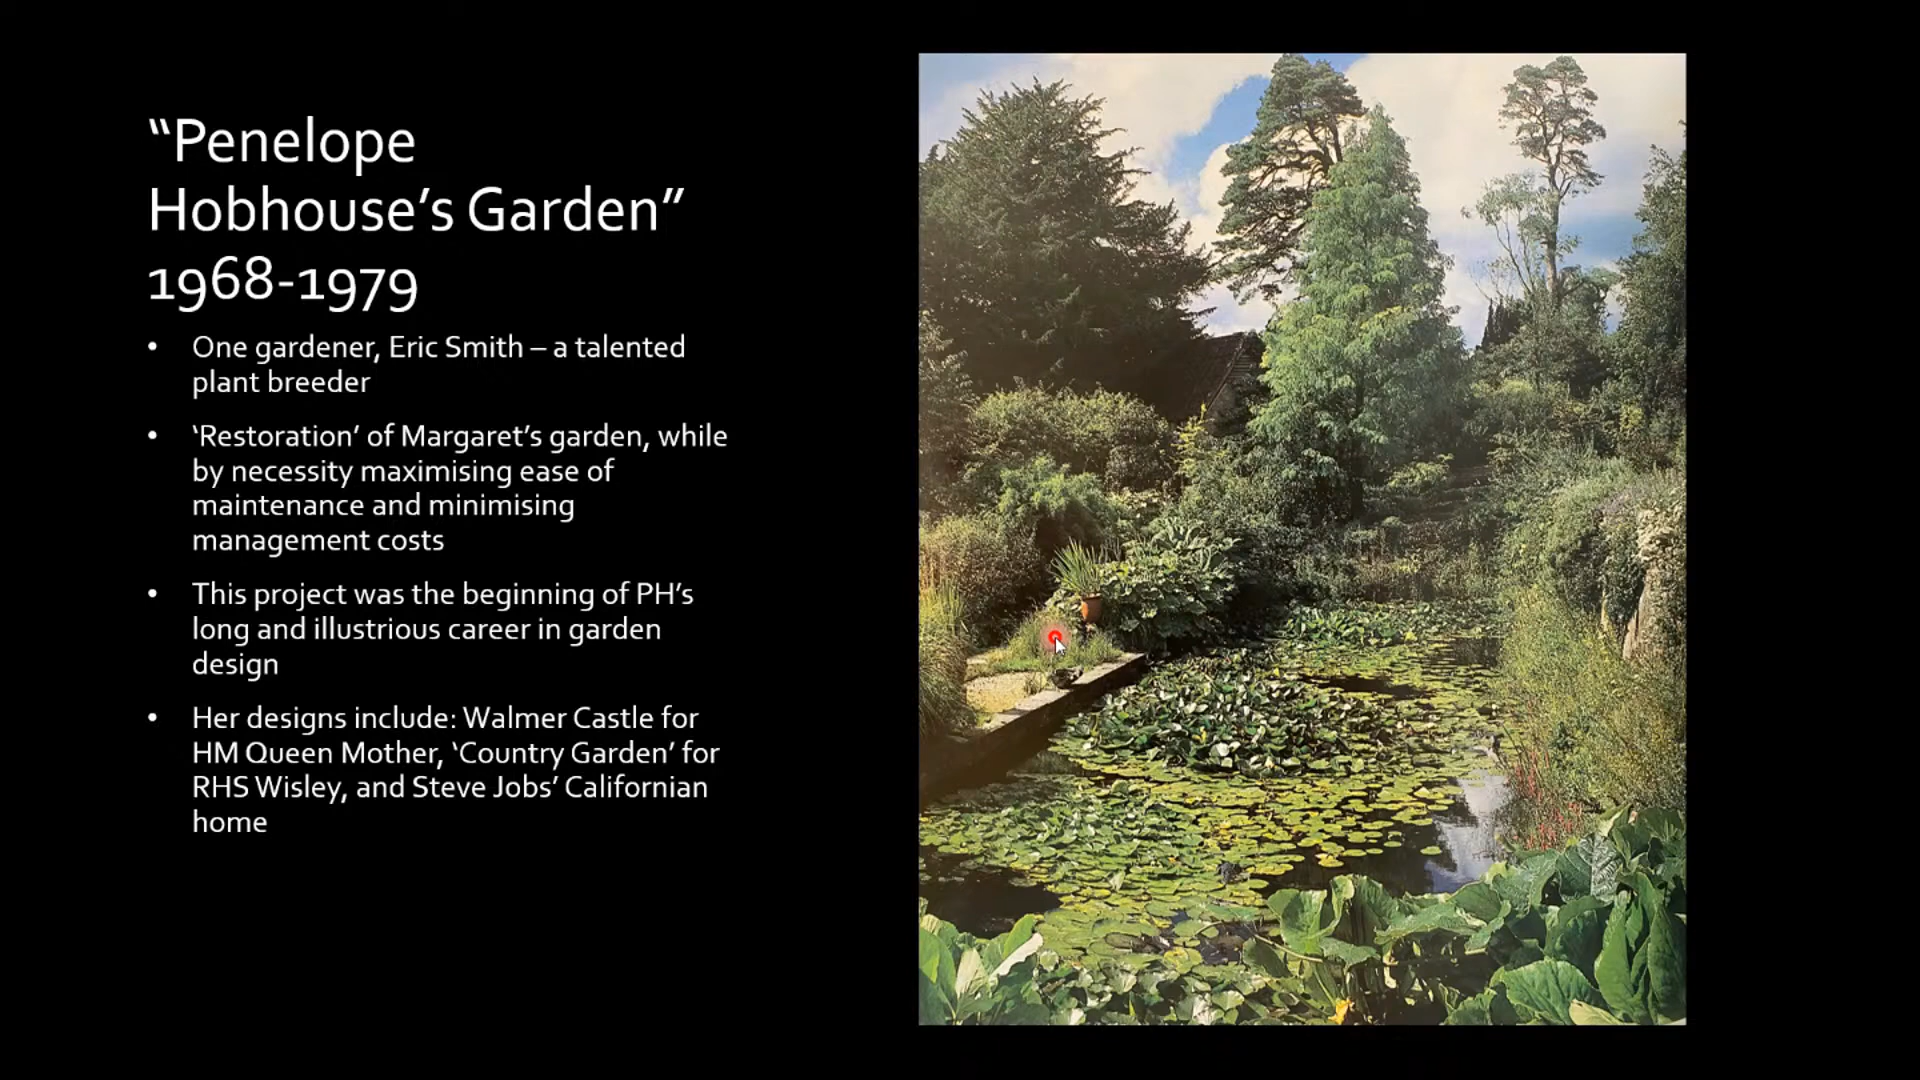 “Penelope
Hobhouse’s Garden”
1968-1979
• One gardener, Eric Smith – a talented
plant breeder
• ‘Restoration’ of Margaret’s garden, while
by necessity maximising ease of
maintenance and minimising
management costs
• This project was the beginning of PH’s
long and illustrious career in garden
design
• Her designs include: Walmer Castle for
HM Queen Mother, ‘Country Garden’ for
RHS Wisley, and Steve Jobs’ Californian
home